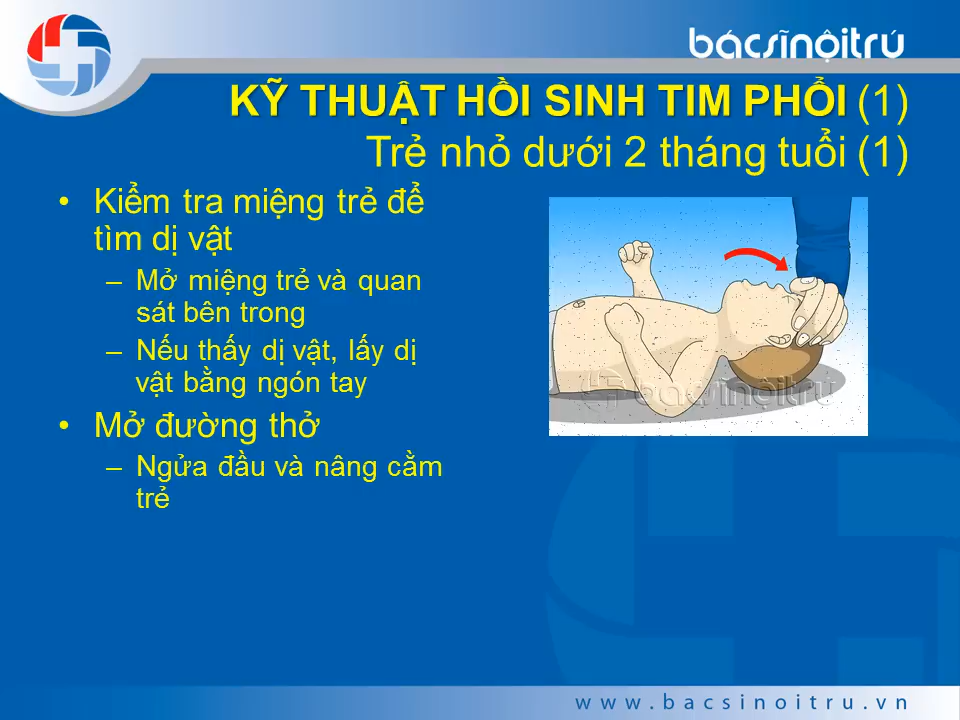 bácsĩnộitrú
KỸ THUẬT HỒI SINH TIM PHỔI (1)
Trẻ nhỏ dưới 2 tháng tuổi (1)
• Kiểm tra miệng trẻ để
tìm dị vật
– Mở miệng trẻ và quan
sát bên trong
– Nếu thấy dị vật, lấy dị
vật bằng ngón tay
• Mở đường thở
– Ngửa đầu và nâng cằm
trẻ
bácsĩnộitrú
www.bacsinoitru.vn